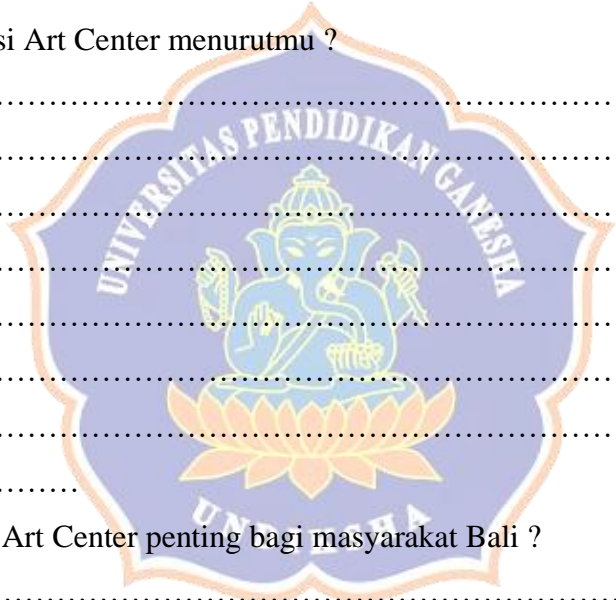 si Art Center menurutmu ?
……………………………………………………
……………………………………………………
UNIVERSITAS PENDIDIKAN GANESHA
……………………………………………………
……………………………………………………
……………………………………………………
……………………………………………………
……………………………………………………
………
UNDIKSHA
Art Center penting bagi masyarakat Bali ?
……………………………………………………